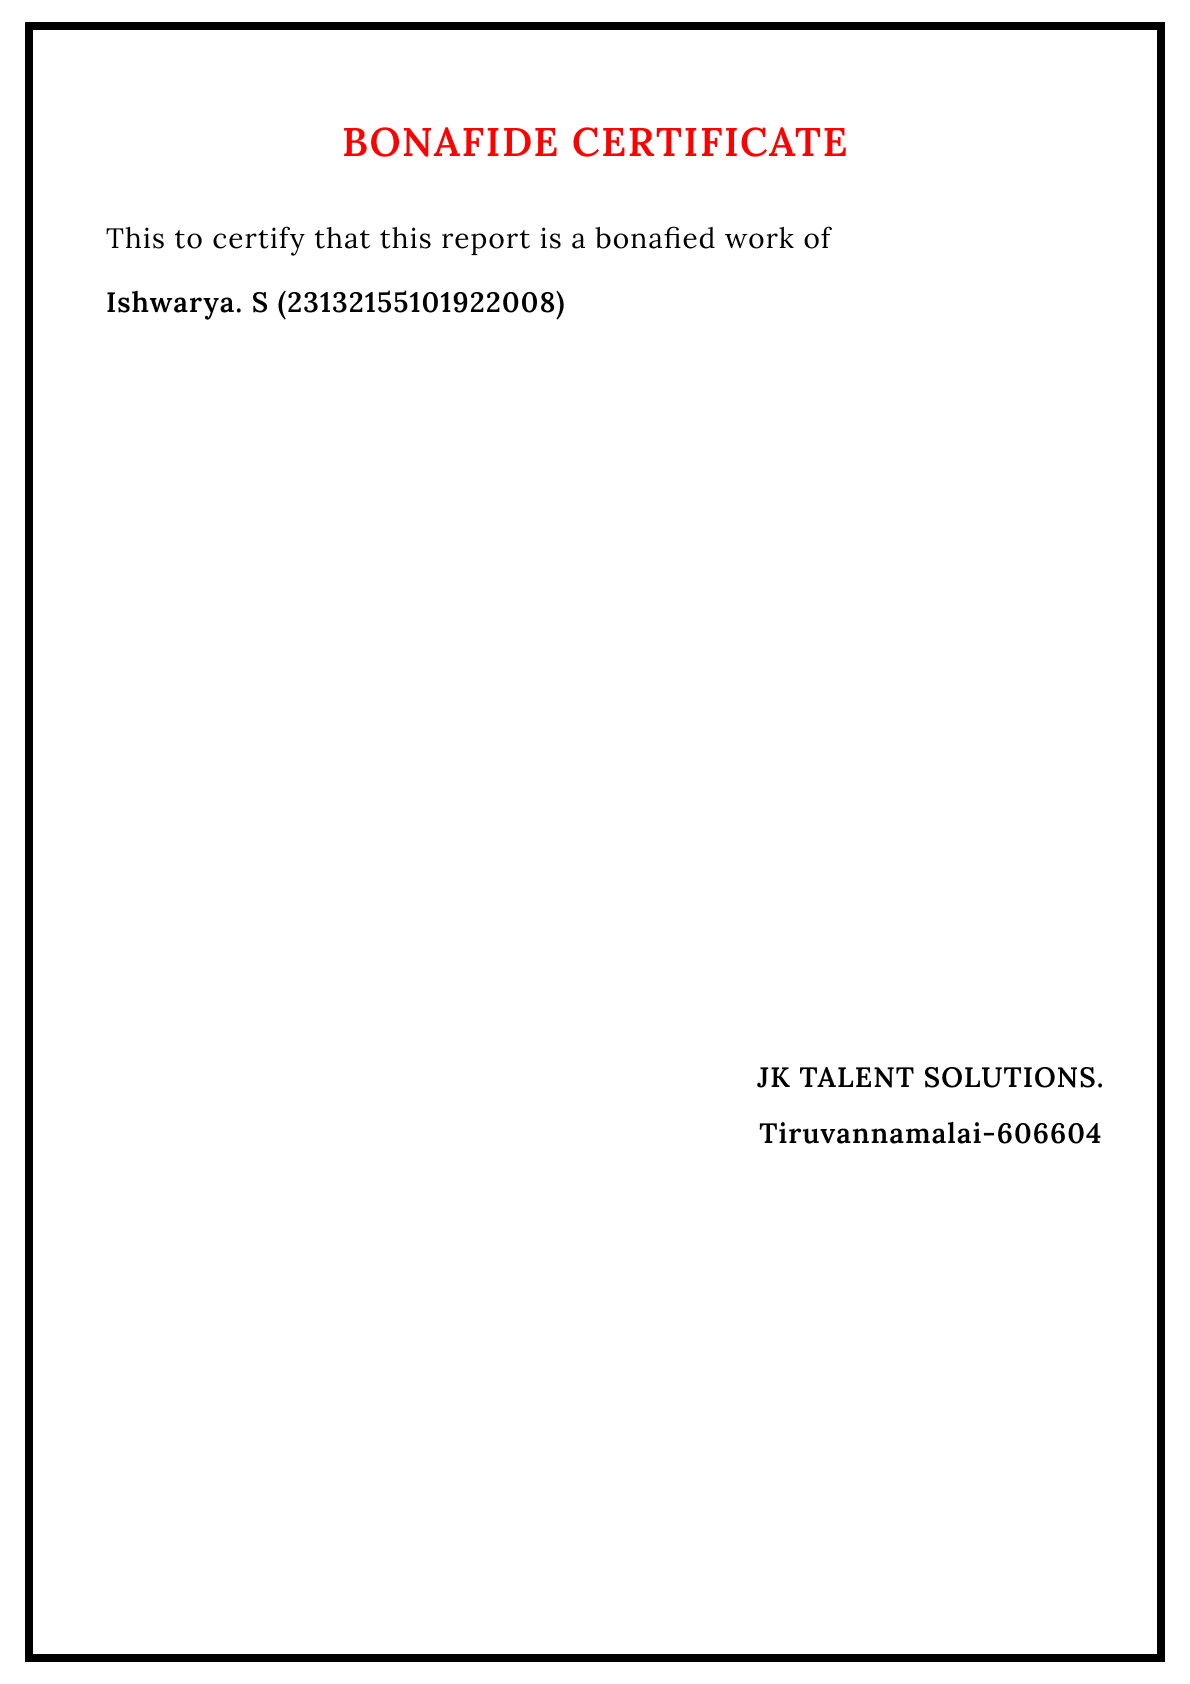 BONAFIDE CERTIFICATE
This to certify that this report is a bonafied work of
Ishwarya. S (23132155101922008)
JK TALENT SOLUTIONS.
Tiruvannamalai-606604